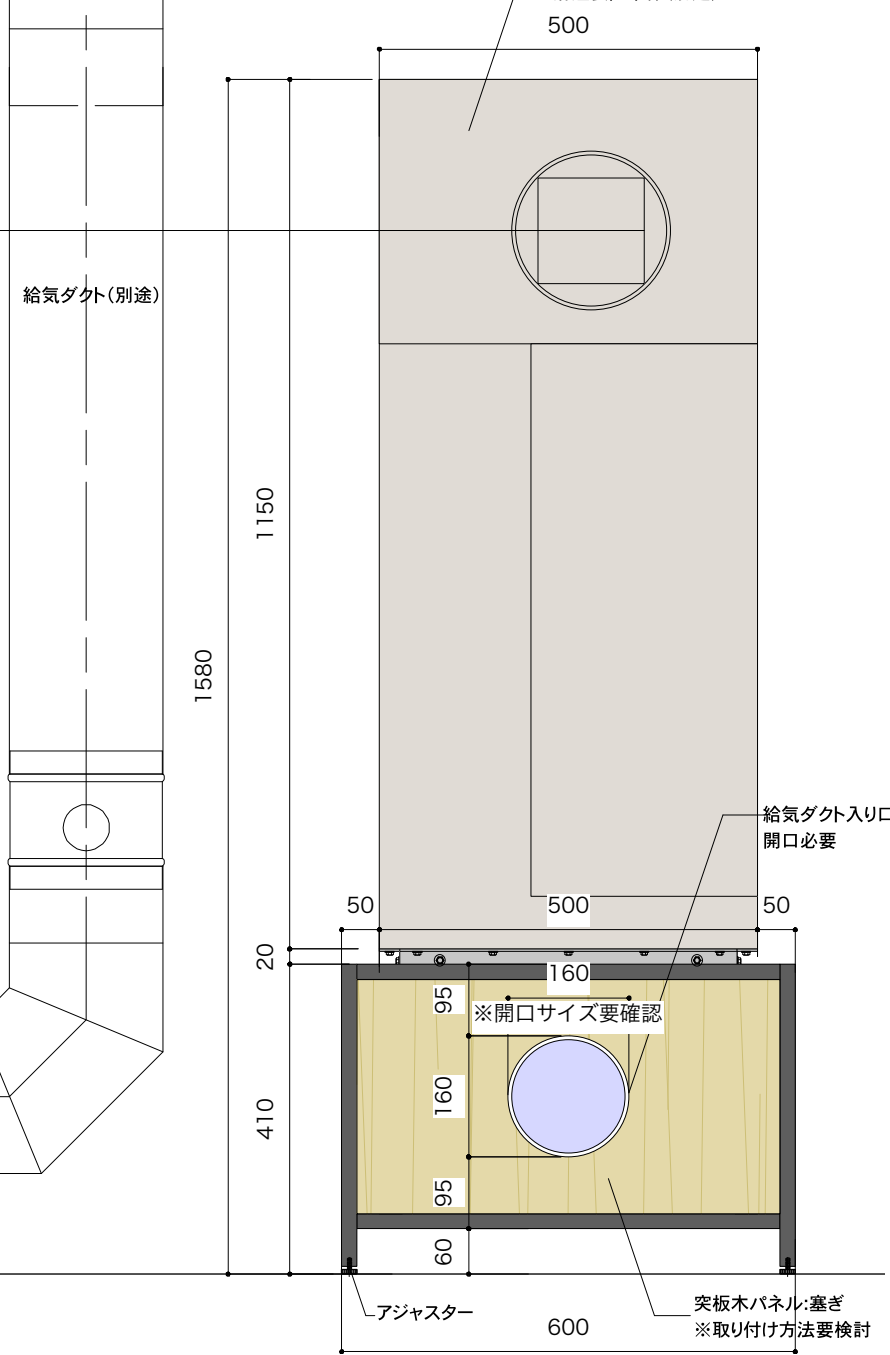 500
給気ダクト(別途)
1150
1580
給気ダクト入り口
開口必要
50
500
50
20
160
95
※開口サイズ要確認
160
410
95
60
アジャスター
突板木パネル:塞ぎ
※取り付け方法要検討
600